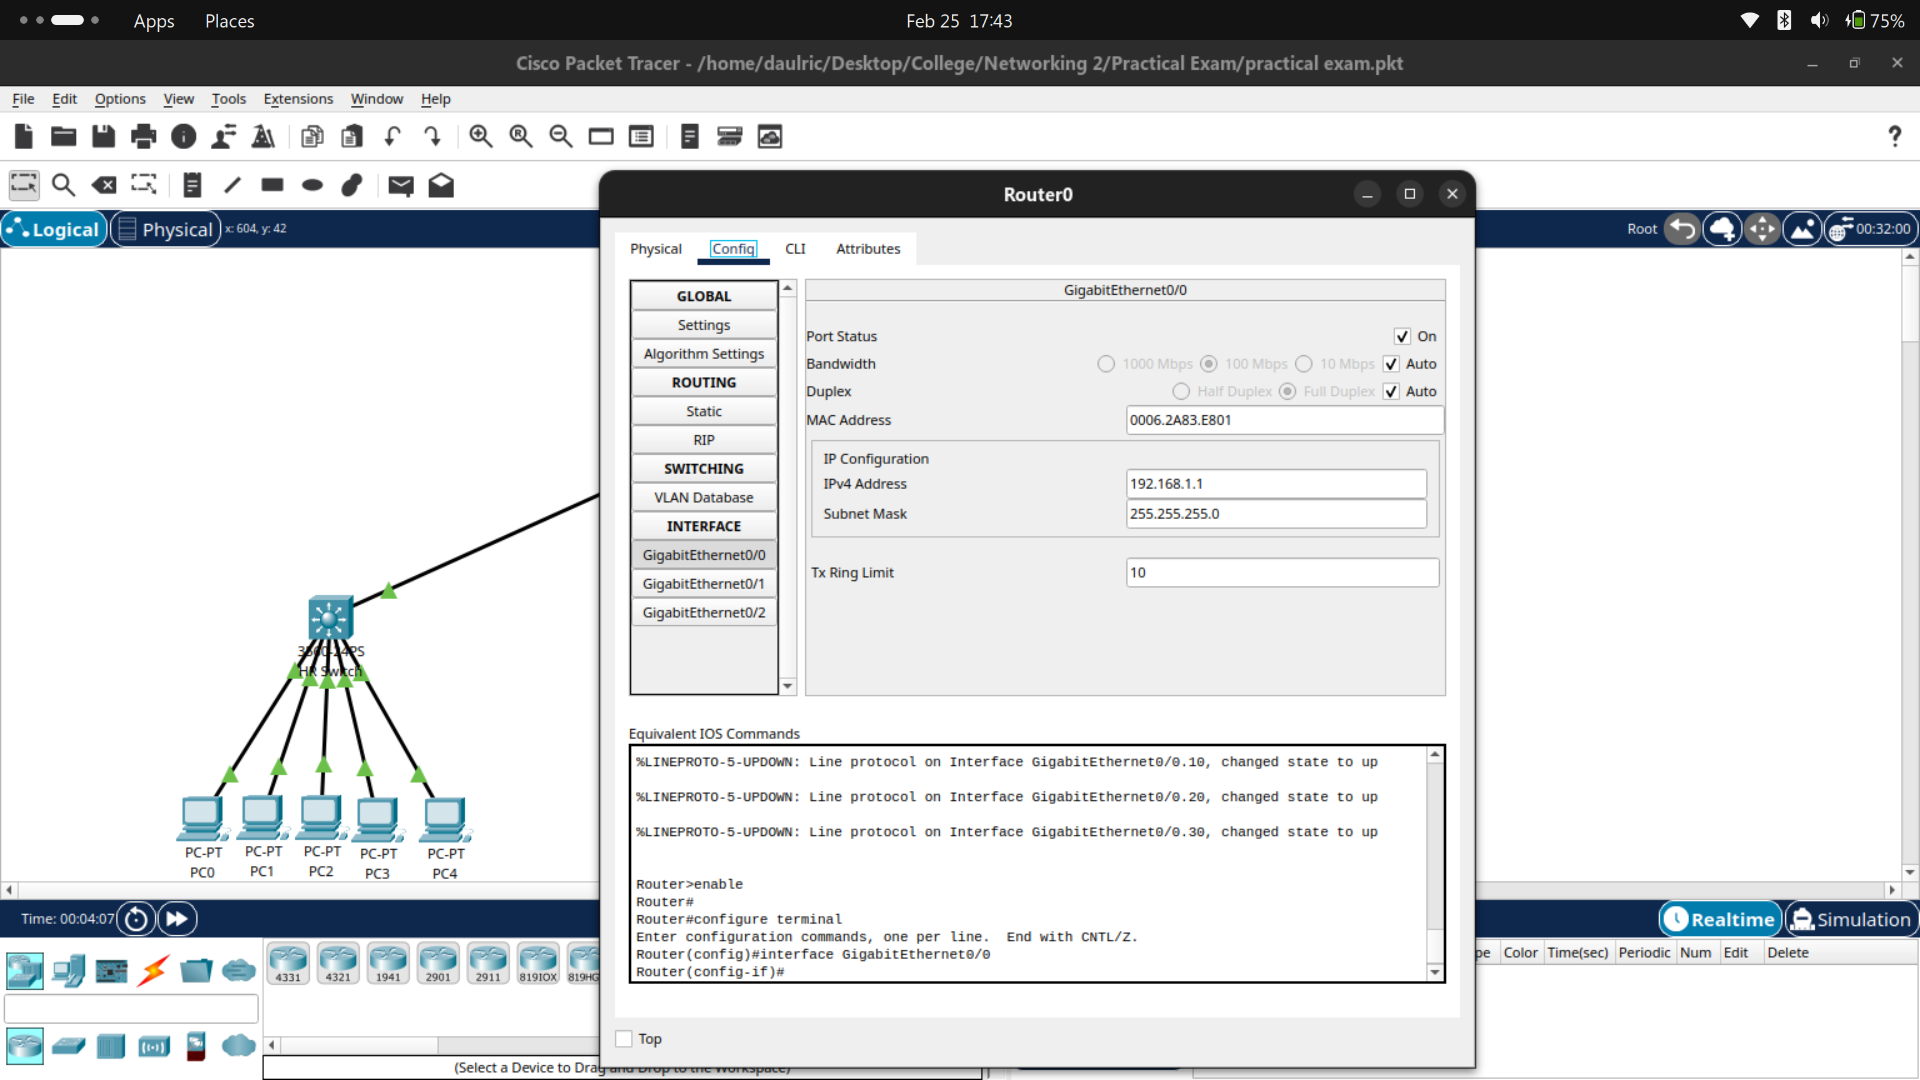 Apps Places Feb 25 17:43 75%
Cisco Packet Tracer - /home/daulric/Desktop/College/Networking 2/Practical Exam/practical exam.pkt
File Edit Options View Tools Extensions Window Help
?
Logical Physical x: 604, y: 42 Root 00:32:00
Router0
Physical Config CLI Attributes
GLOBAL
Settings
Algorithm Settings
ROUTING
Static
RIP
SWITCHING
VLAN Database
INTERFACE
GigabitEthernet0/0
GigabitEthernet0/1
GigabitEthernet0/2
GigabitEthernet0/0
Port Status On
Bandwidth 1000 Mbps 100 Mbps 10 Mbps Auto
Duplex Half Duplex Full Duplex Auto
MAC Address 0006.2A83.E801
IP Configuration
IPv4 Address 192.168.1.1
Subnet Mask 255.255.255.0
Tx Ring Limit 10
3560-24PS
HR Switch
PC-PT PC-PT PC-PT PC-PT PC-PT
PC0 PC1 PC2 PC3 PC4
Equivalent IOS Commands
%LINEPROTO-5-UPDOWN: Line protocol on Interface GigabitEthernet0/0.10, changed state to up
%LINEPROTO-5-UPDOWN: Line protocol on Interface GigabitEthernet0/0.20, changed state to up
%LINEPROTO-5-UPDOWN: Line protocol on Interface GigabitEthernet0/0.30, changed state to up
Router>enable
Router#
Router#configure terminal
Enter configuration commands, one per line.  End with CNTL/Z.
Router(config)#interface GigabitEthernet0/0
Router(config-if)#
Top
Time: 00:04:07 Realtime Simulation
pe Color Time(sec) Periodic Num Edit Delete
4331 4321 1941 2901 2911 819IOX 819HG
(Select a Device to Drag and Drop to the Workspace)